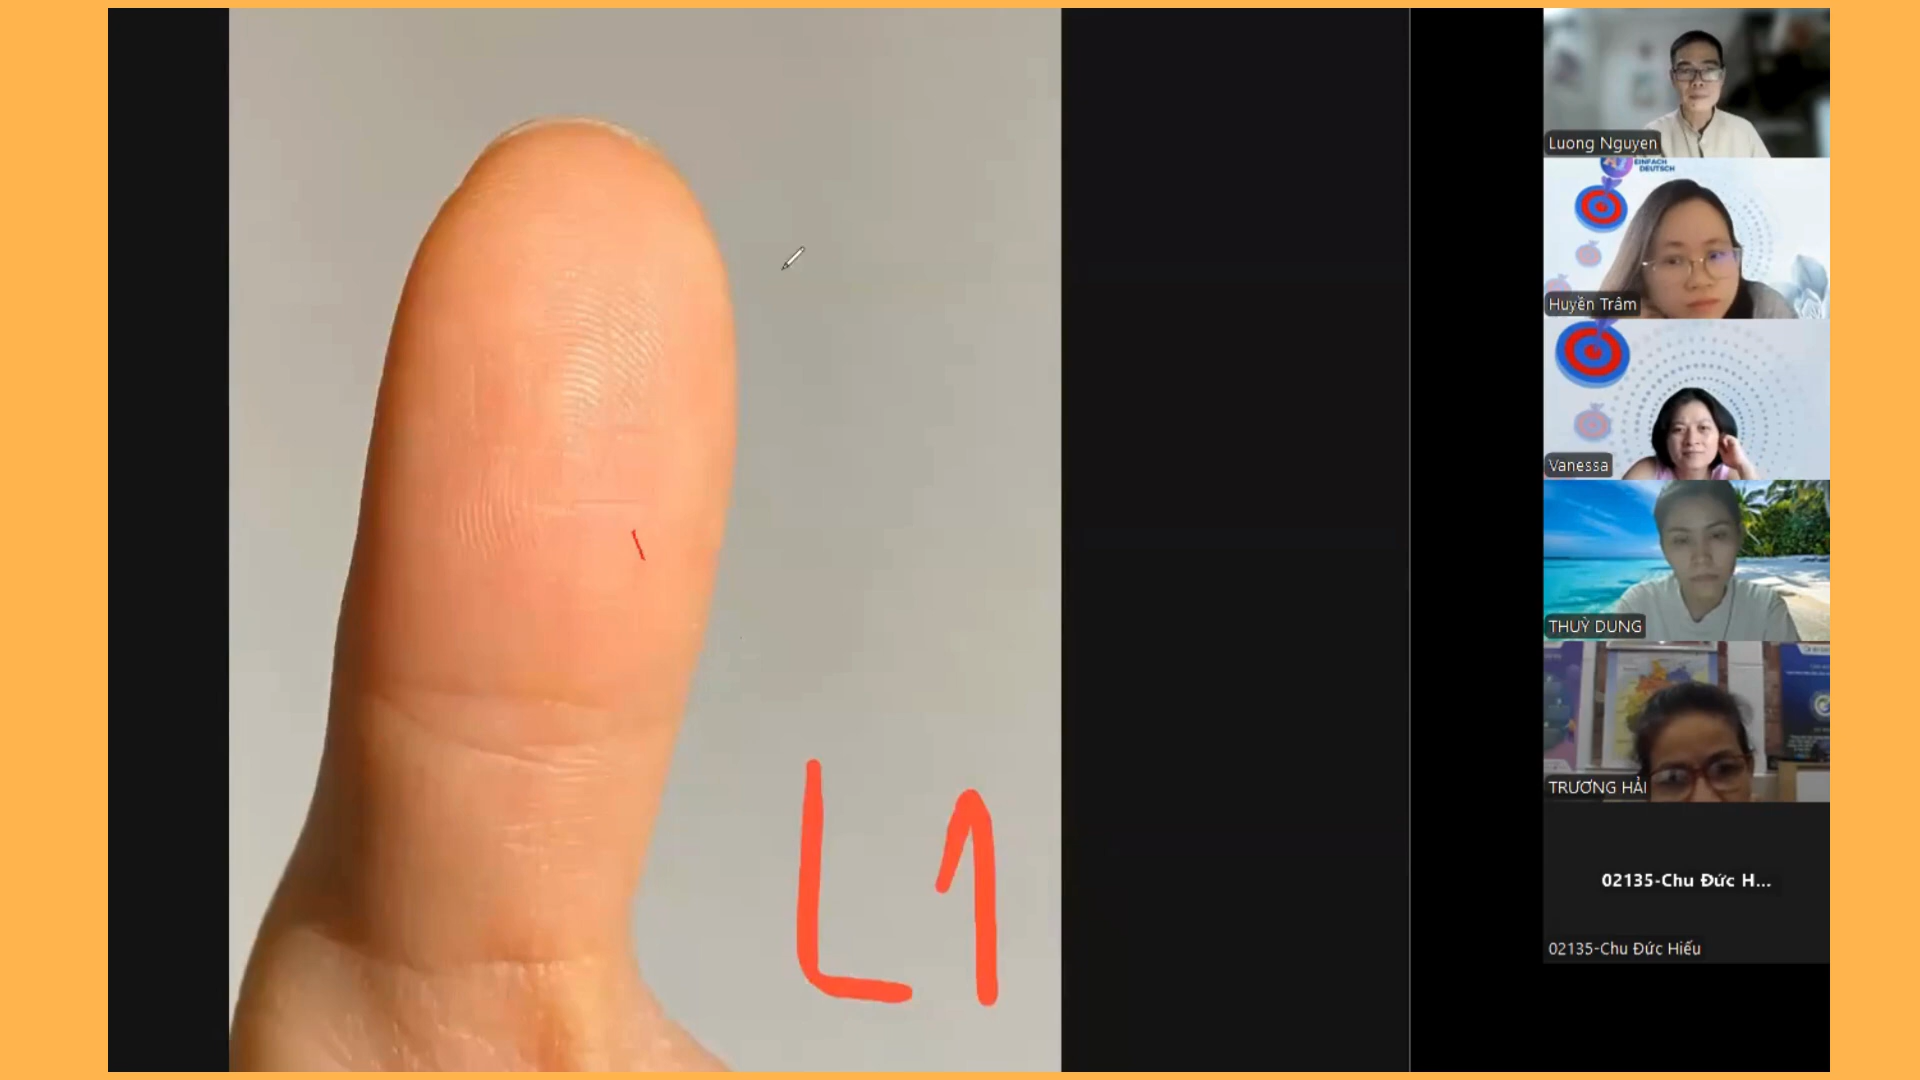 L1
Luong Nguyen
EINFACH
DEUTSCH
Huyền Trâm
Vanessa
THUỲ DUNG
TRƯƠNG HẢI
02135-Chu Đức H...
02135-Chu Đức Hiếu